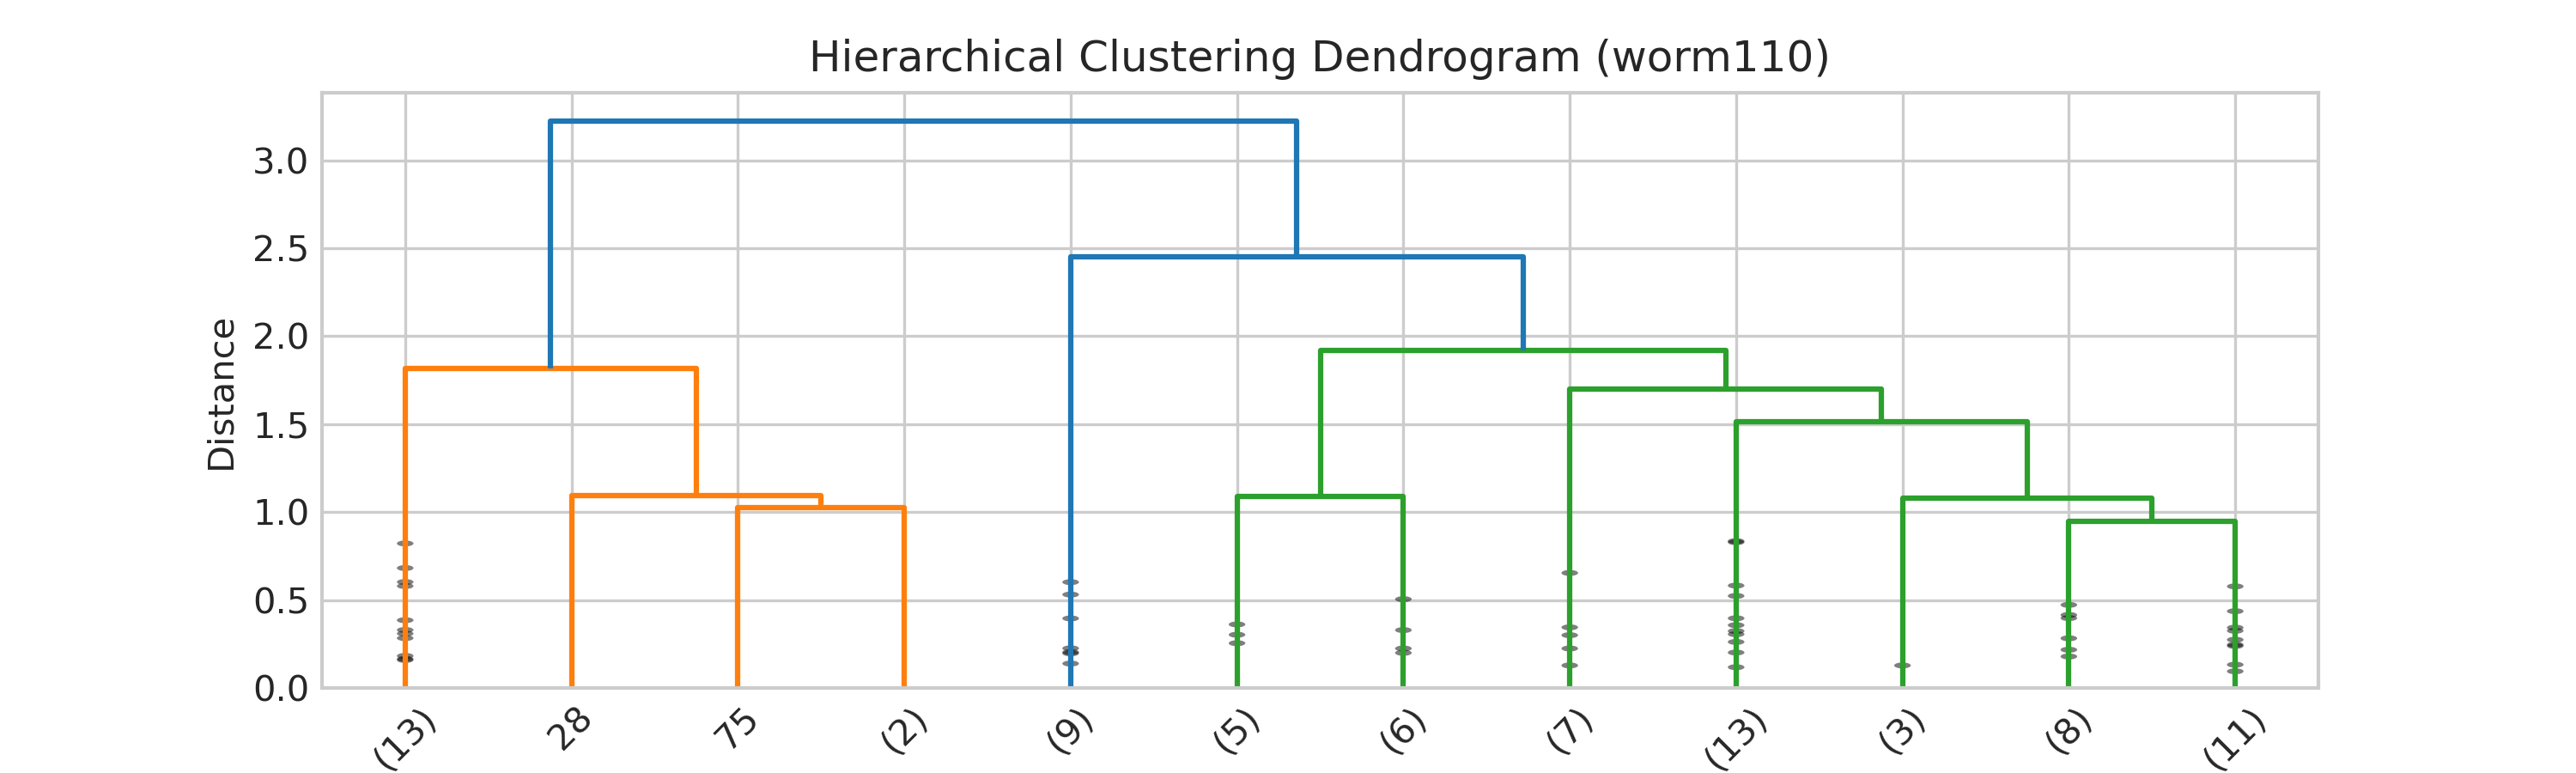 Hierarchical Clustering Dendrogram (worm110)
Distance
3.0
2.5
2.0
1.5
1.0
0.5
0.0
(13) 28 75 (2) (9) (5) (6) (7) (13) (3) (8) (11)